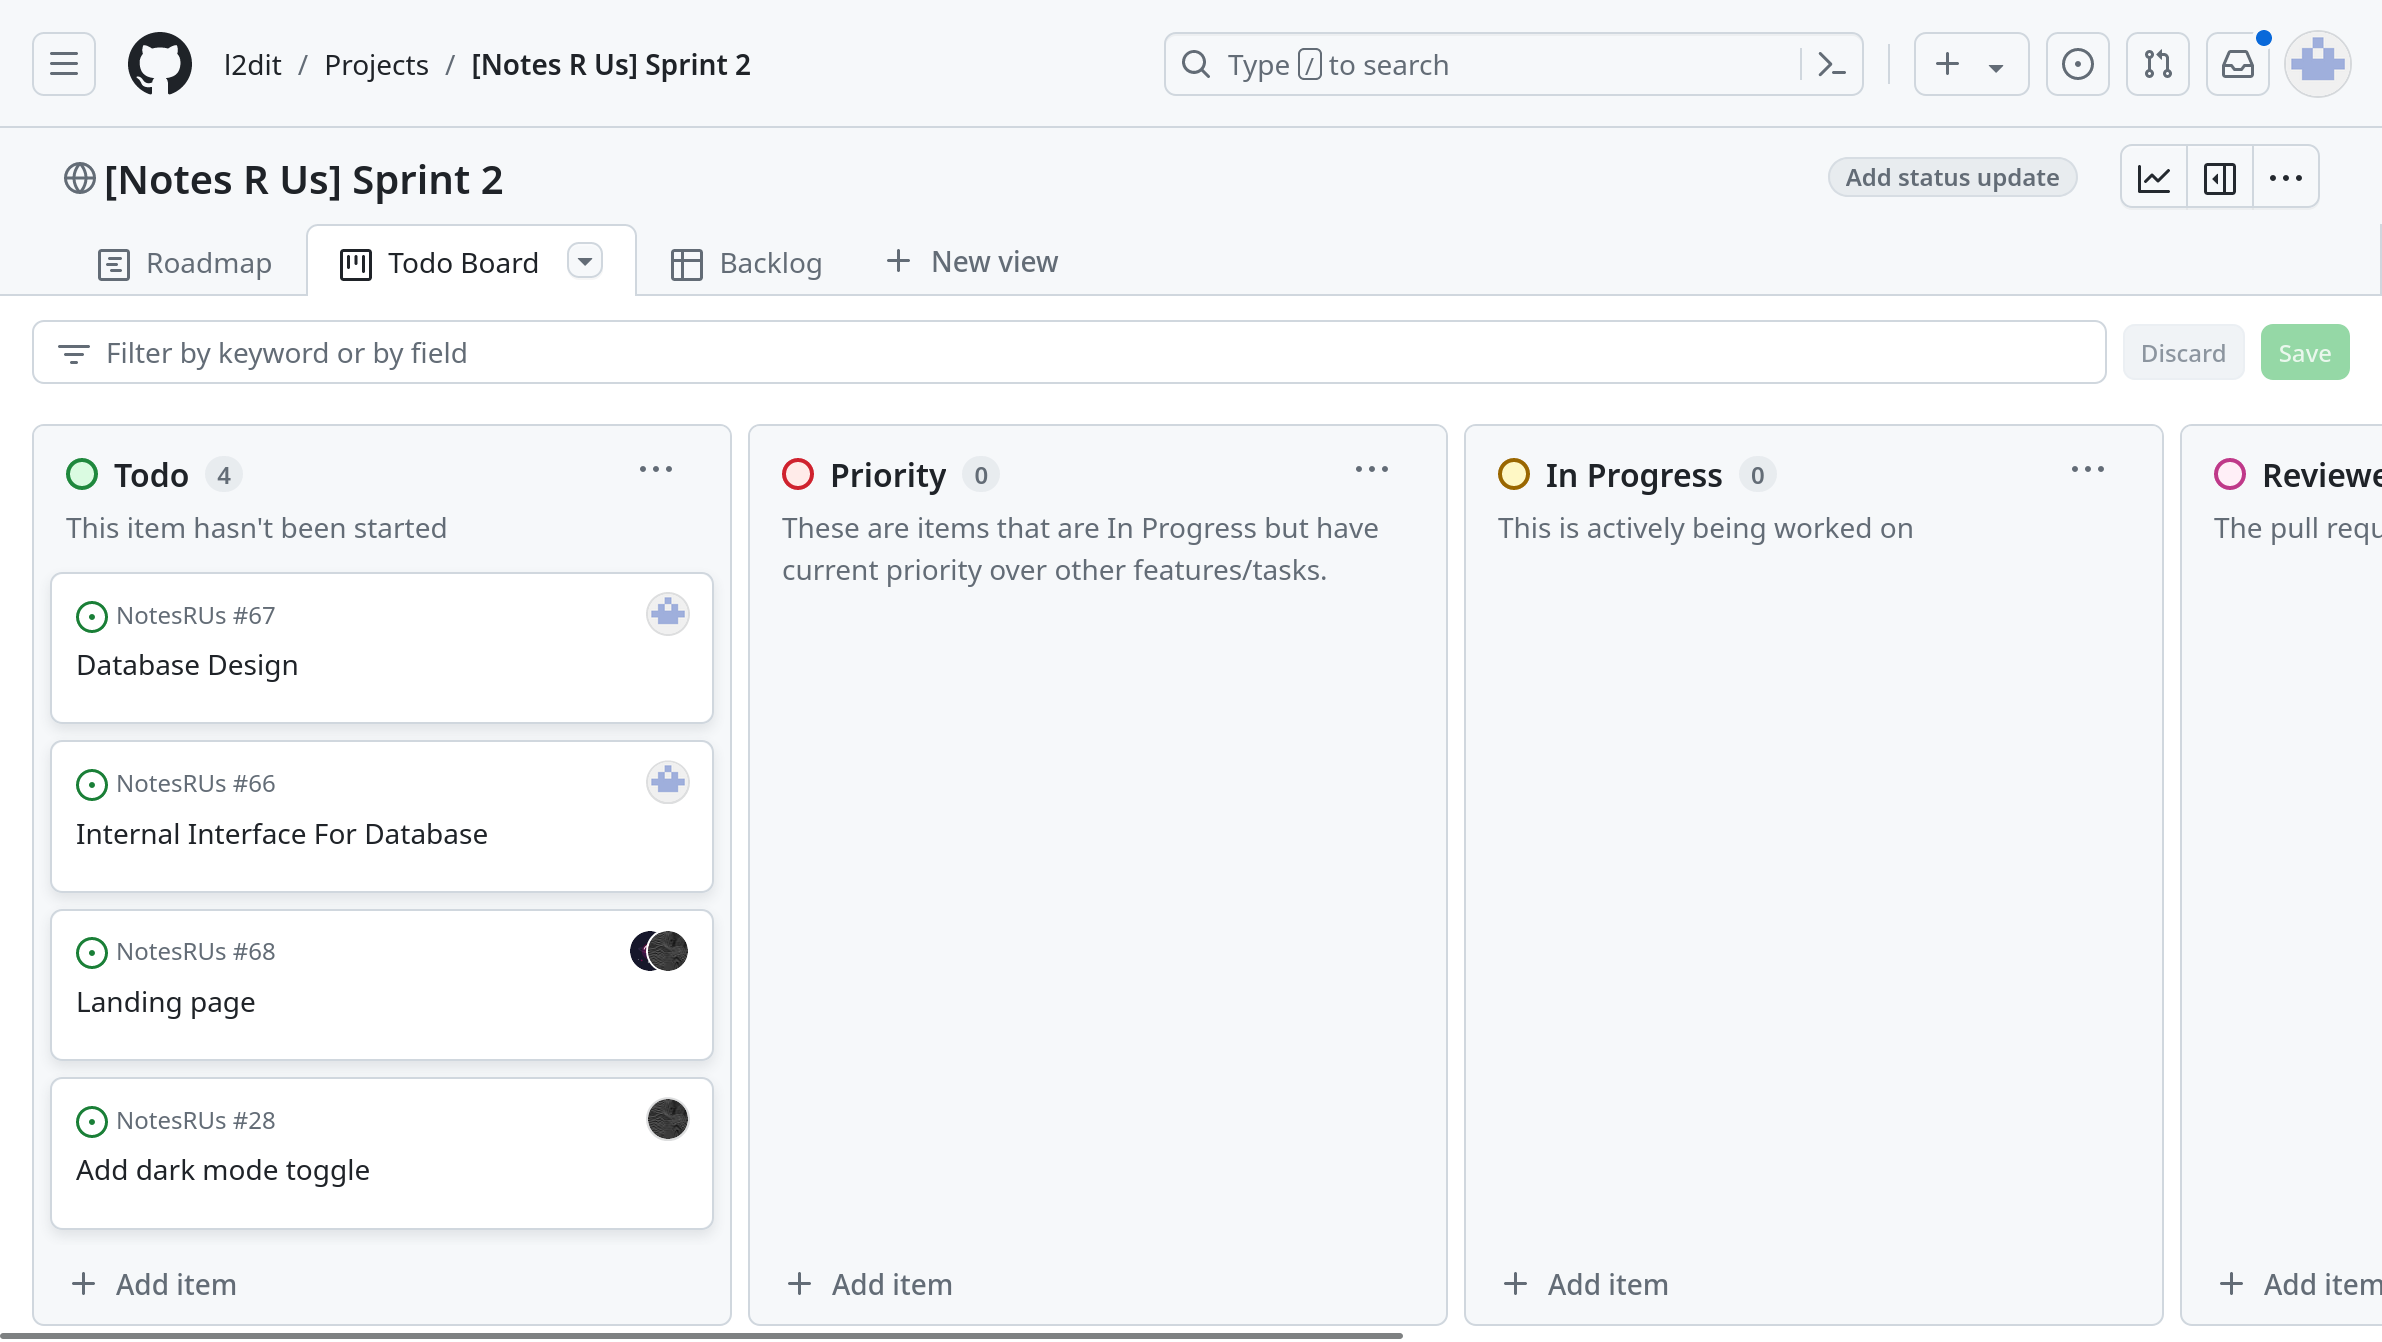 l2dit / Projects / [Notes R Us] Sprint 2
Type / to search
[Notes R Us] Sprint 2
Add status update
Roadmap
Todo Board
Backlog
New view
Filter by keyword or by field
Discard
Save
Todo 4
This item hasn't been started
NotesRUs #67
Database Design
NotesRUs #66
Internal Interface For Database
NotesRUs #68
Landing page
NotesRUs #28
Add dark mode toggle
Add item
Priority 0
These are items that are In Progress but have
current priority over other features/tasks.
Add item
In Progress 0
This is actively being worked on
Add item
Reviewe
The pull requ
Add item